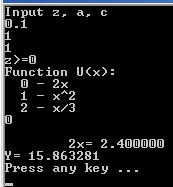 Input z, a, c
0.1
1
1
z>=0
Function U(x):
0 - 2x
1 - x^2
2 - x/3
0
2x= 2.400000
Y= 15.863281
Press any key ...